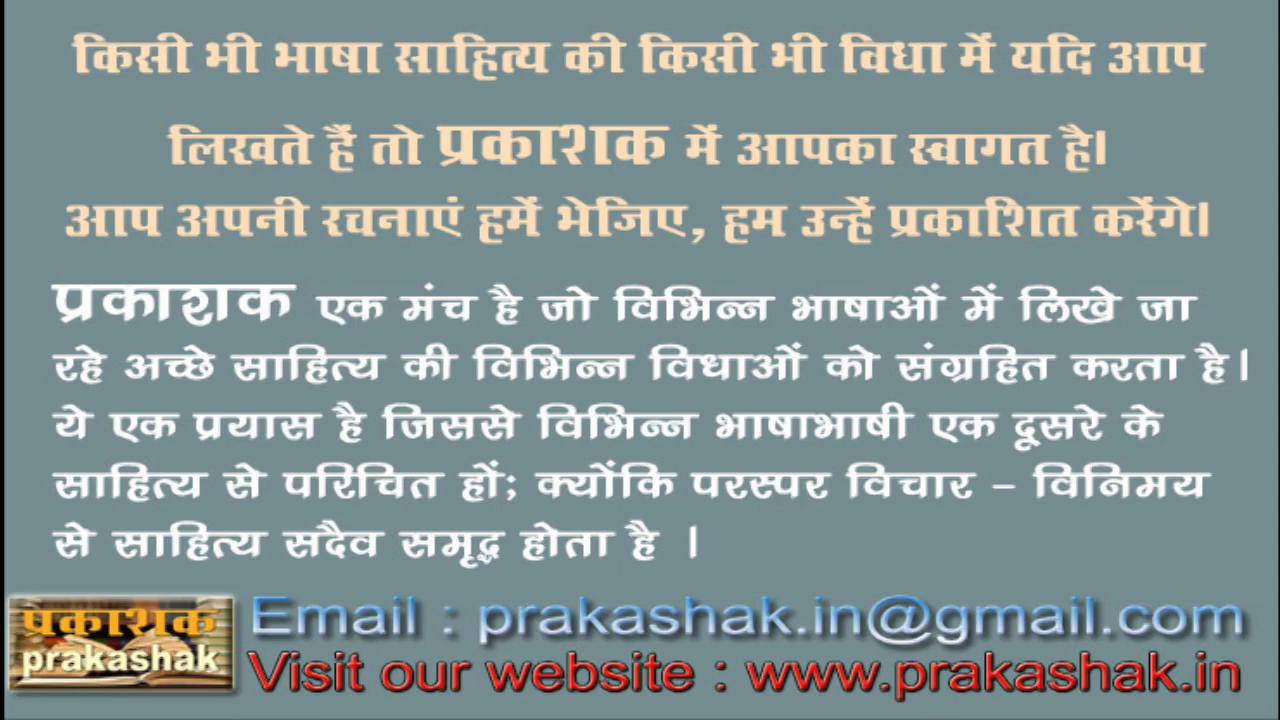 किसी भी भाषा साहित्य की किसी भी विधा में यदि आप
लिखते हैं तो प्रकाशक में आपका स्वागत है।
आप अपनी रचनाएं हमें भेजिए, हम उन्हें प्रकाशित करेंगे।
प्रकाशक एक मंच है जो विभिन्न भाषाओं में लिखे जा
रहे अच्छे साहित्य की विभिन्न विधाओं को संग्रहित करता है।
ये एक प्रयास है जिससे विभिन्न भाषाभाषी एक दूसरे के
साहित्य से परिचित हों; क्योंकि परस्पर विचार – विनिमय
से साहित्य सदैव समृद्ध होता है ।
प्रकाशक
prakashak
Email : prakashak.in@gmail.com
Visit our website : www.prakashak.in